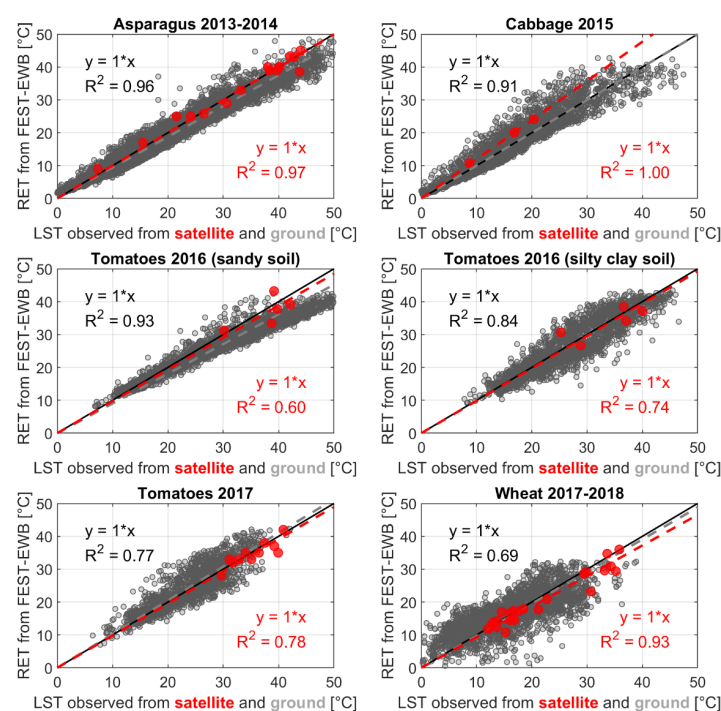 Asparagus 2013-2014
RET from FEST-EWB [°C]
50
40
30
20
10
0
y = 1*x
R² = 0.96
y = 1*x
R² = 0.97
0 10 20 30 40 50
LST observed from satellite and ground [°C]
Cabbage 2015
RET from FEST-EWB [°C]
50
40
30
20
10
0
y = 1*x
R² = 0.91
y = 1*x
R² = 1.00
0 10 20 30 40 50
LST observed from satellite and ground [°C]
Tomatoes 2016 (sandy soil)
RET from FEST-EWB [°C]
50
40
30
20
10
0
y = 1*x
R² = 0.93
y = 1*x
R² = 0.60
0 10 20 30 40 50
LST observed from satellite and ground [°C]
Tomatoes 2016 (silty clay soil)
RET from FEST-EWB [°C]
50
40
30
20
10
0
y = 1*x
R² = 0.84
y = 1*x
R² = 0.74
0 10 20 30 40 50
LST observed from satellite and ground [°C]
Tomatoes 2017
RET from FEST-EWB [°C]
50
40
30
20
10
0
y = 1*x
R² = 0.77
y = 1*x
R² = 0.78
0 10 20 30 40 50
LST observed from satellite and ground [°C]
Wheat 2017-2018
RET from FEST-EWB [°C]
50
40
30
20
10
0
y = 1*x
R² = 0.69
y = 1*x
R² = 0.93
0 10 20 30 40 50
LST observed from satellite and ground [°C]